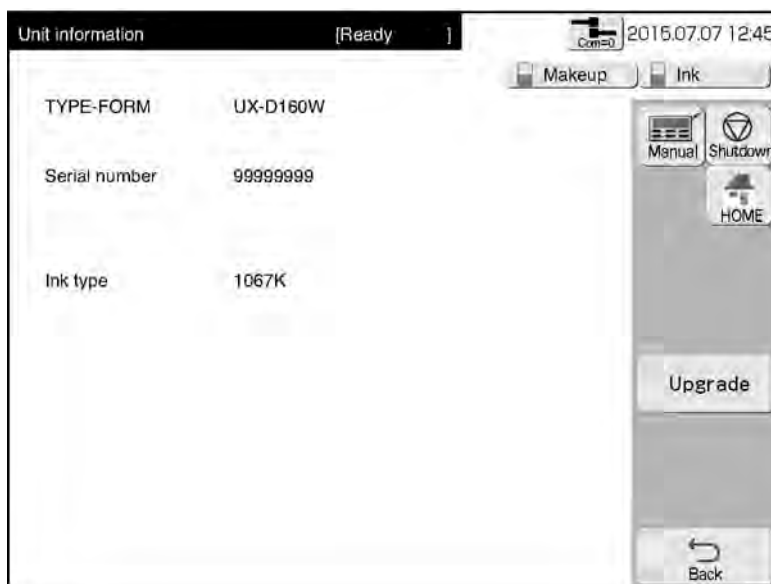 Unit information [Ready ]
Com=0 2015.07.07 12:45
Makeup Ink
TYPE-FORM UX-D160W
Manual Shutdown
Serial number 99999999
HOME
Ink type 1067K
Upgrade
Back